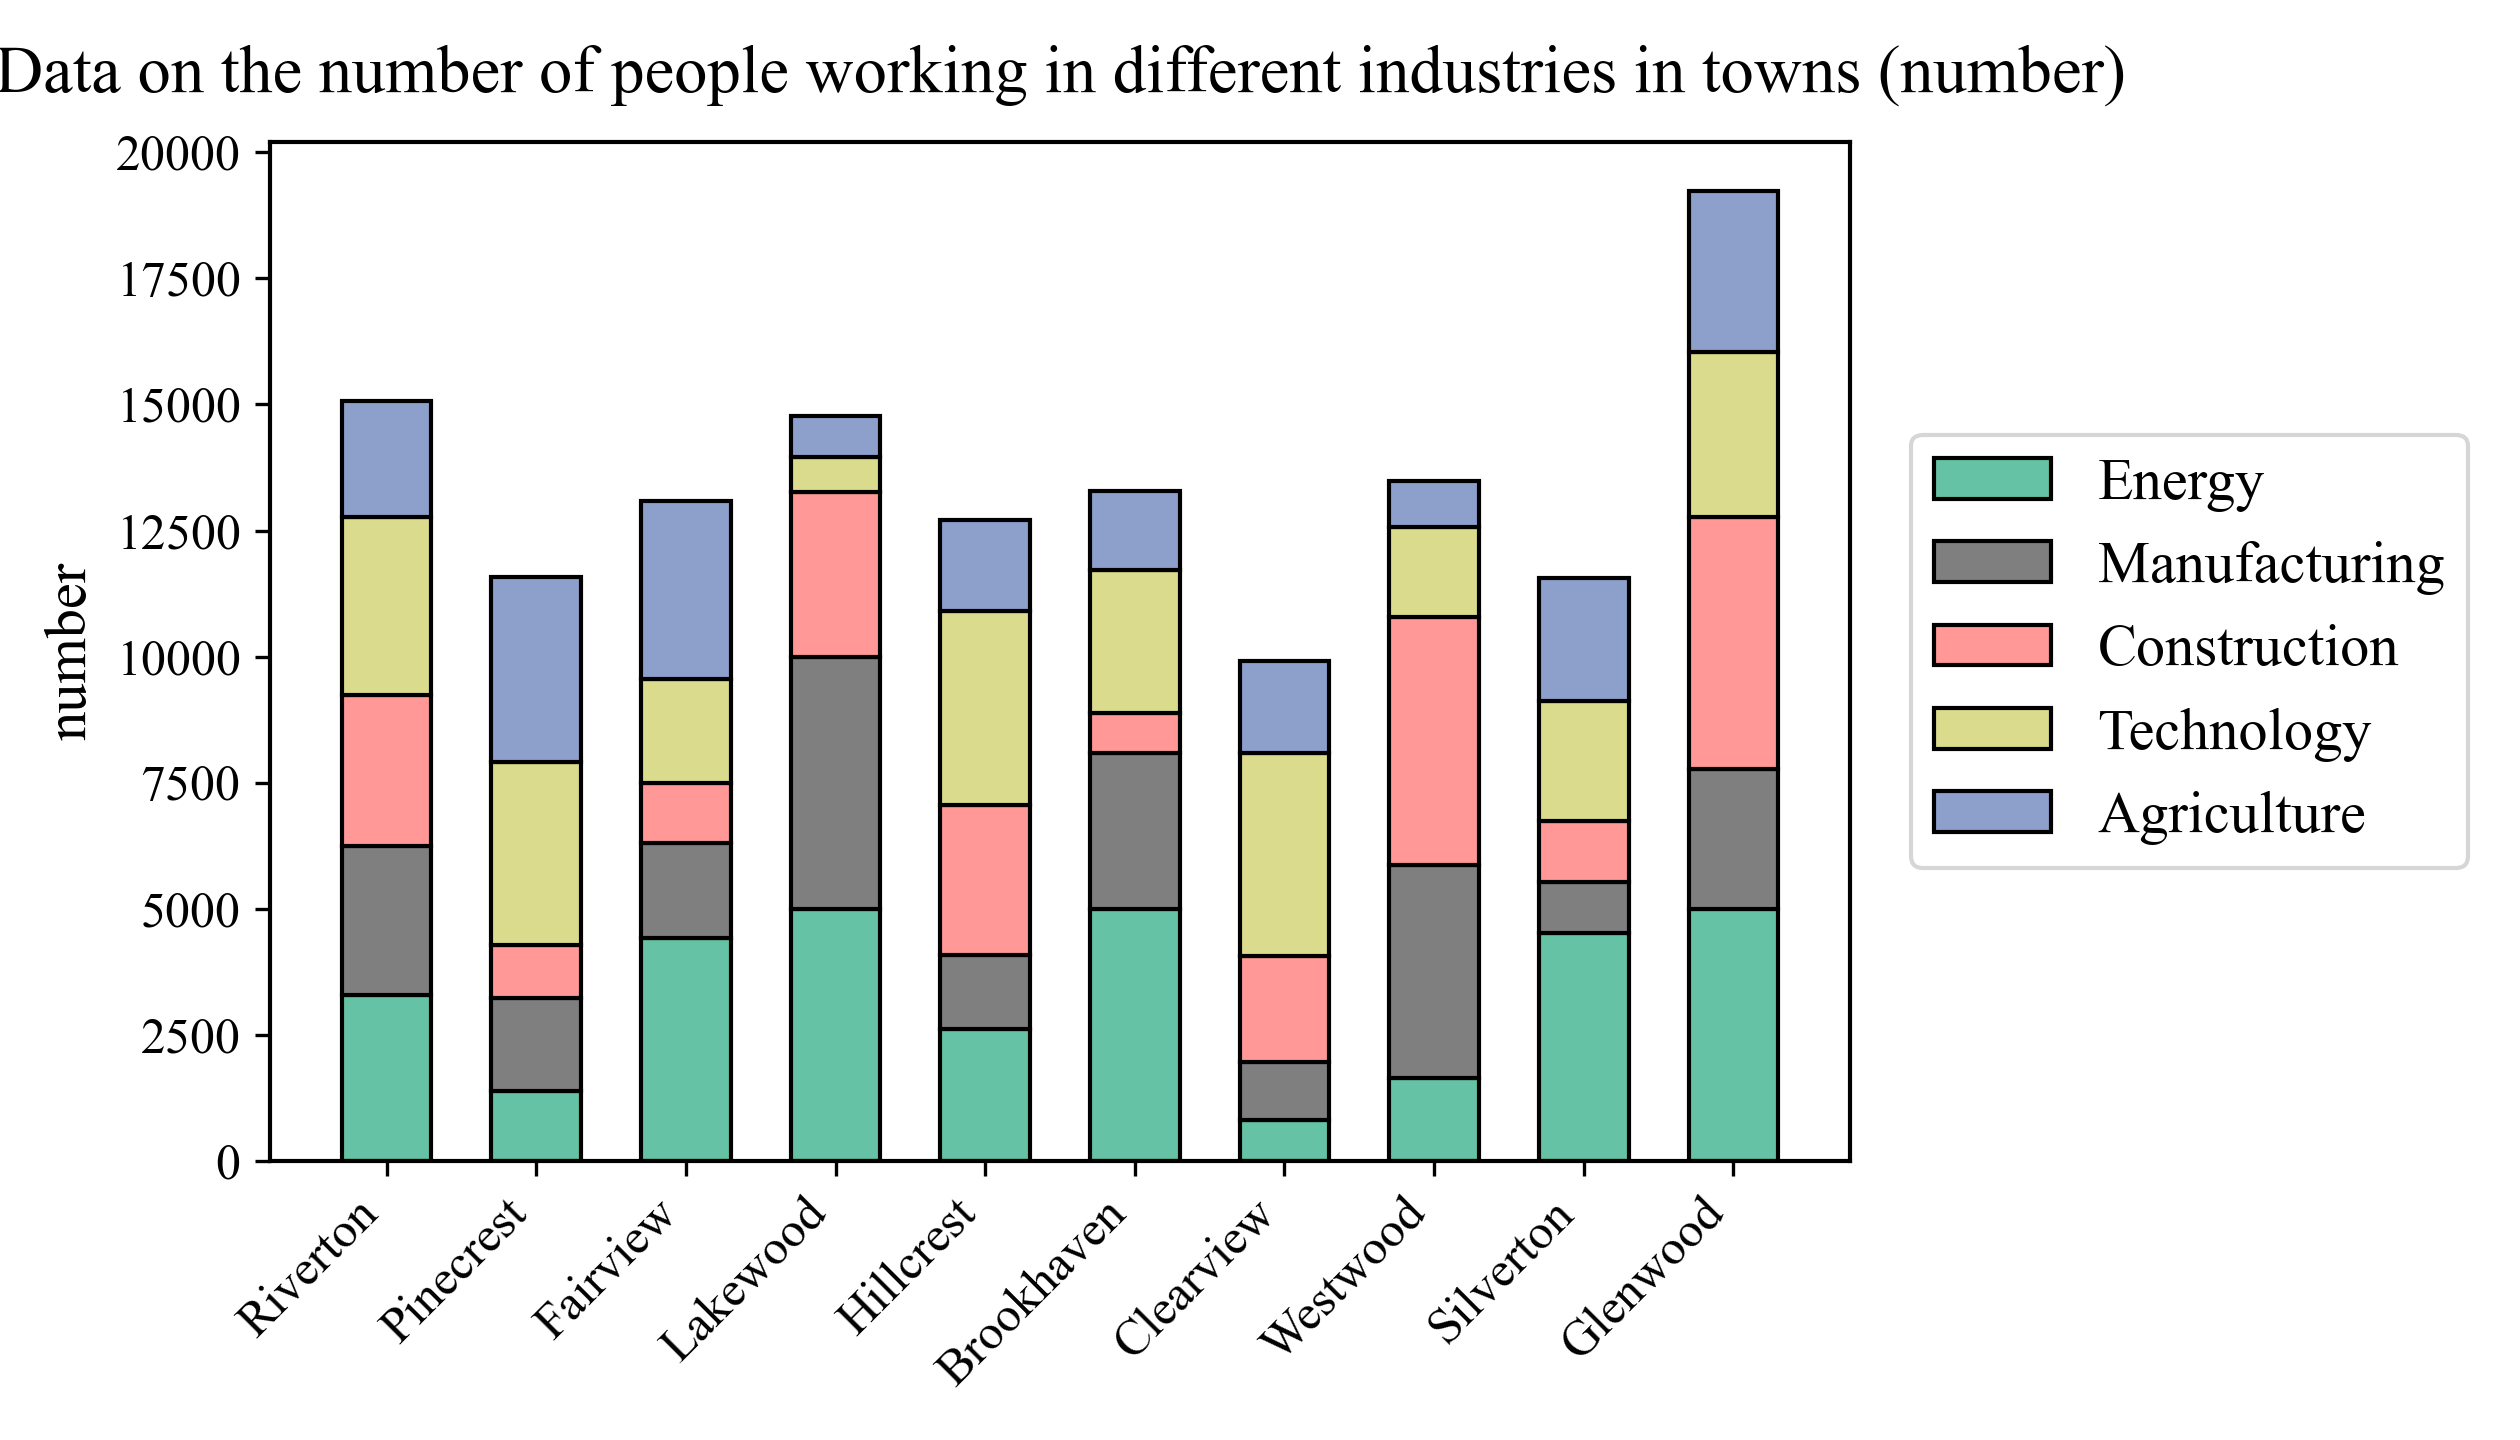 Data on the number of people working in different industries in towns (number)
20000
17500
15000
12500
10000
7500
5000
2500
0
number
Riverton
Pinecrest
Fairview
Lakewood
Hillcrest
Brookhaven
Clearview
Westwood
Silverton
Glenwood
Energy
Manufacturing
Construction
Technology
Agriculture